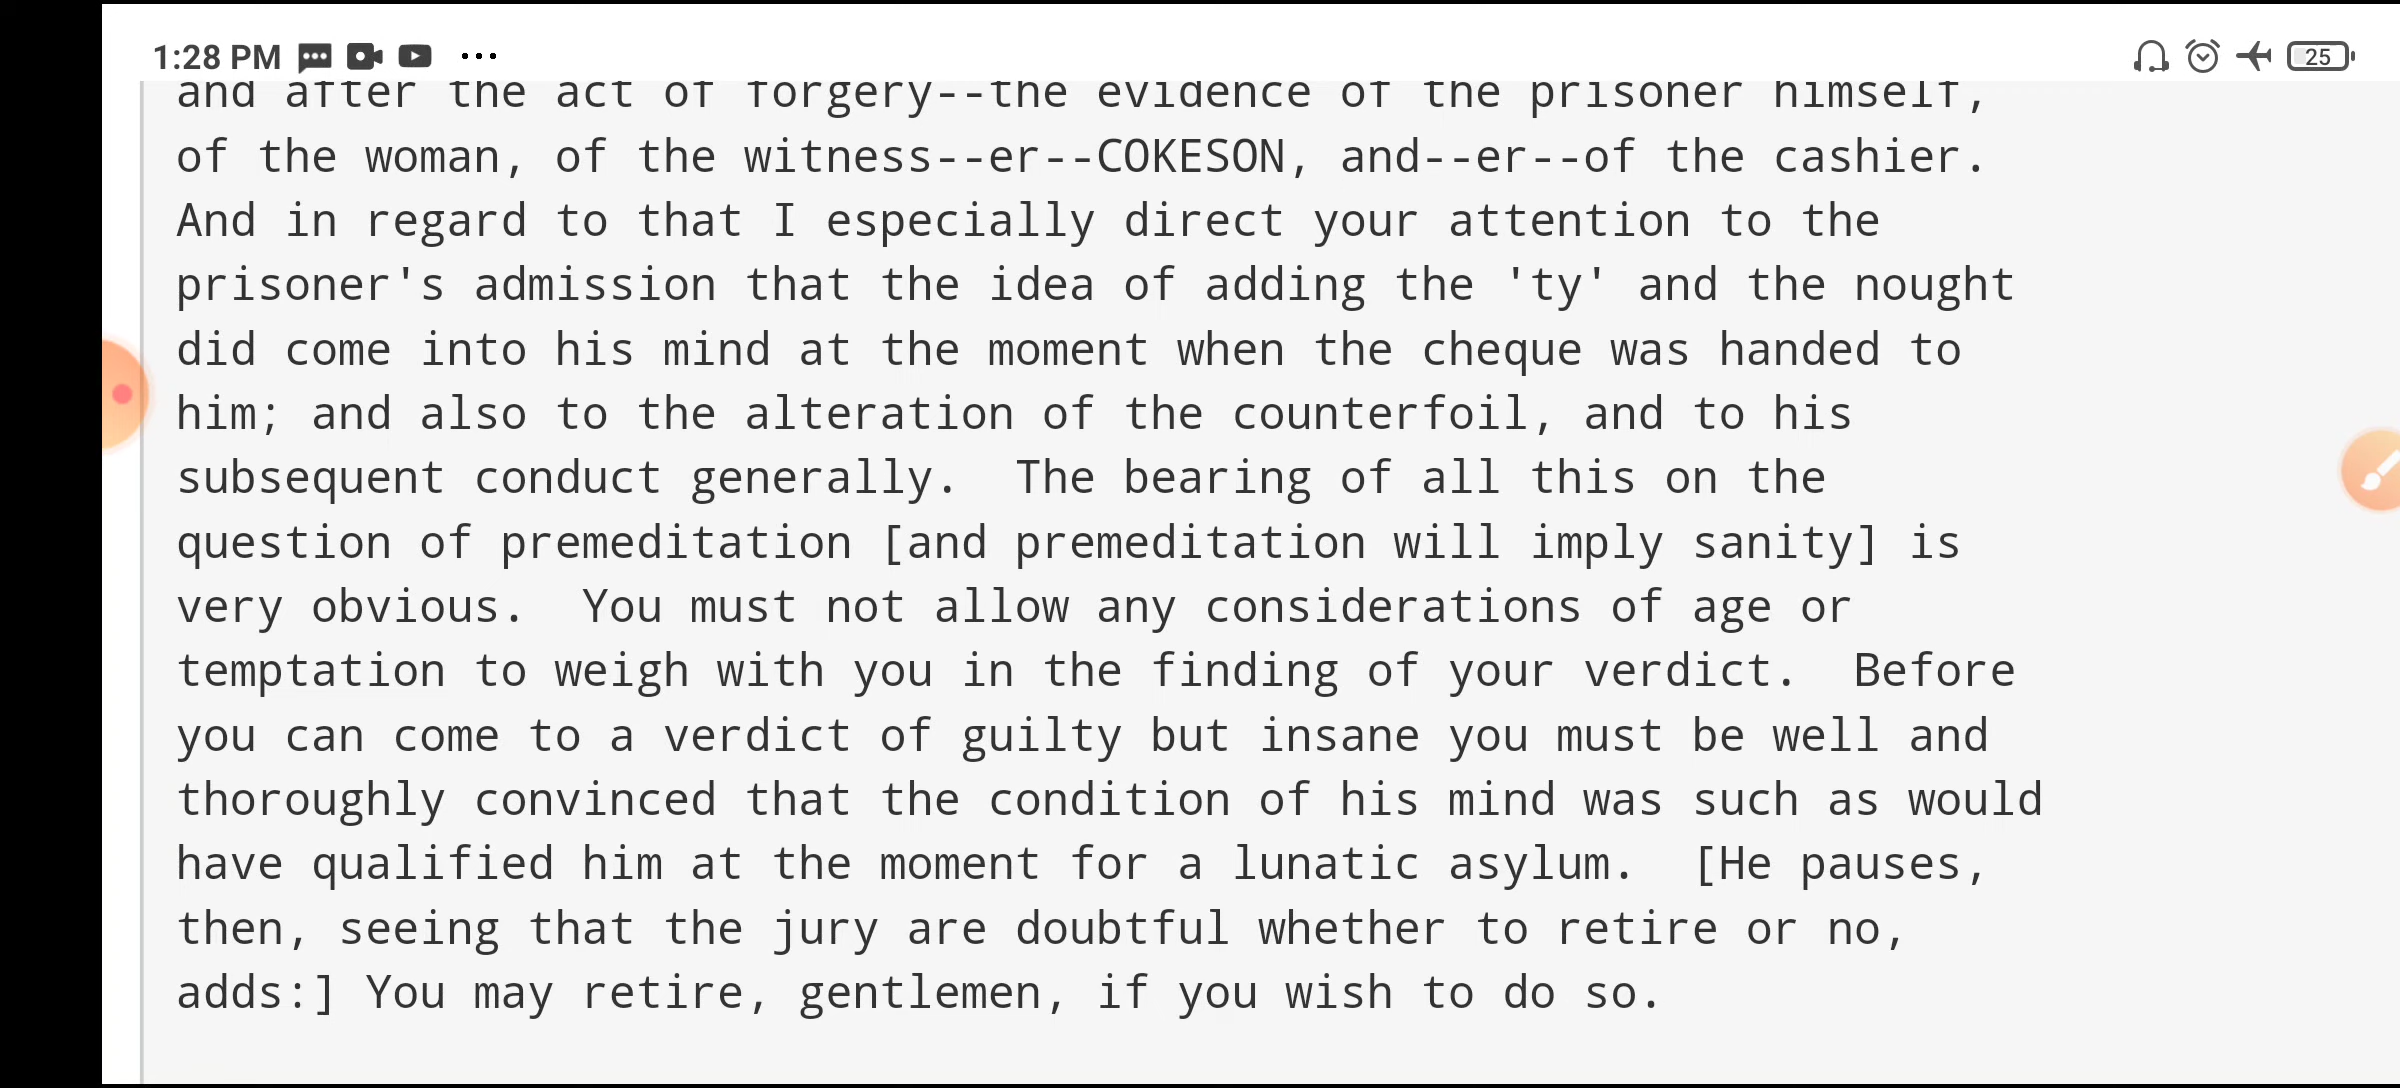 1:28 PM ...
25
and after the act of forgery--the evidence of the prisoner himself,
of the woman, of the witness--er--COKESON, and--er--of the cashier.
And in regard to that I especially direct your attention to the
prisoner's admission that the idea of adding the 'ty' and the nought
did come into his mind at the moment when the cheque was handed to
him; and also to the alteration of the counterfoil, and to his
subsequent conduct generally.  The bearing of all this on the
question of premeditation [and premeditation will imply sanity] is
very obvious.  You must not allow any considerations of age or
temptation to weigh with you in the finding of your verdict.  Before
you can come to a verdict of guilty but insane you must be well and
thoroughly convinced that the condition of his mind was such as would
have qualified him at the moment for a lunatic asylum.  [He pauses,
then, seeing that the jury are doubtful whether to retire or no,
adds:] You may retire, gentlemen, if you wish to do so.